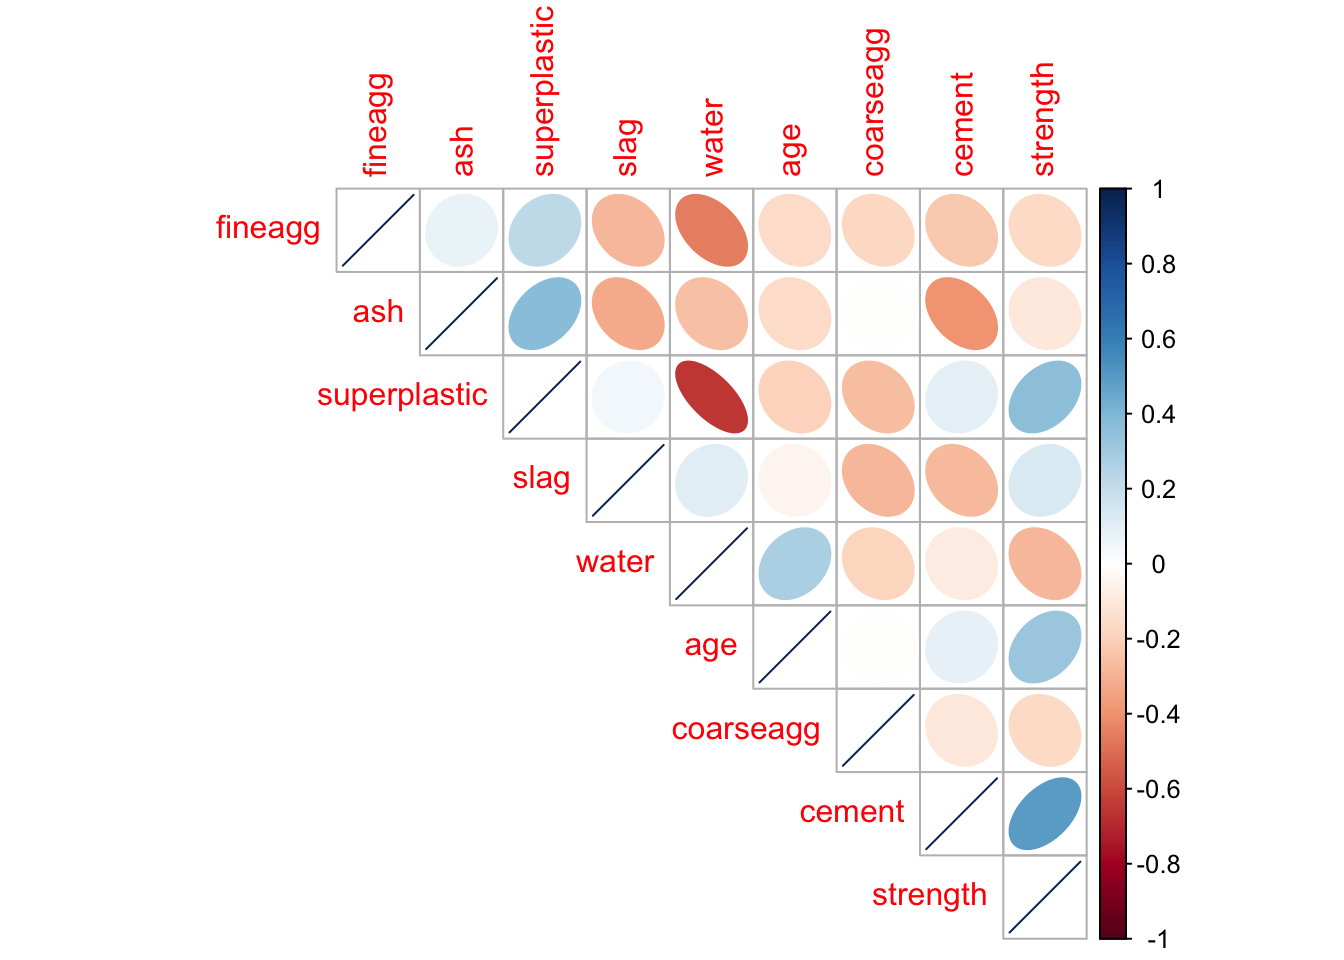 fineagg
ash
superplastic
slag
water
age
coarseagg
cement
strength
fineagg
ash
superplastic
slag
water
age
coarseagg
cement
strength
1
0.8
0.6
0.4
0.2
0
-0.2
-0.4
-0.6
-0.8
-1